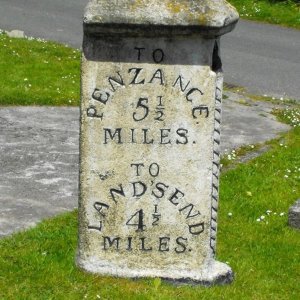 TO
PENZANCE.
5½
MILES.
TO
LANDSEND
4½
MILES.